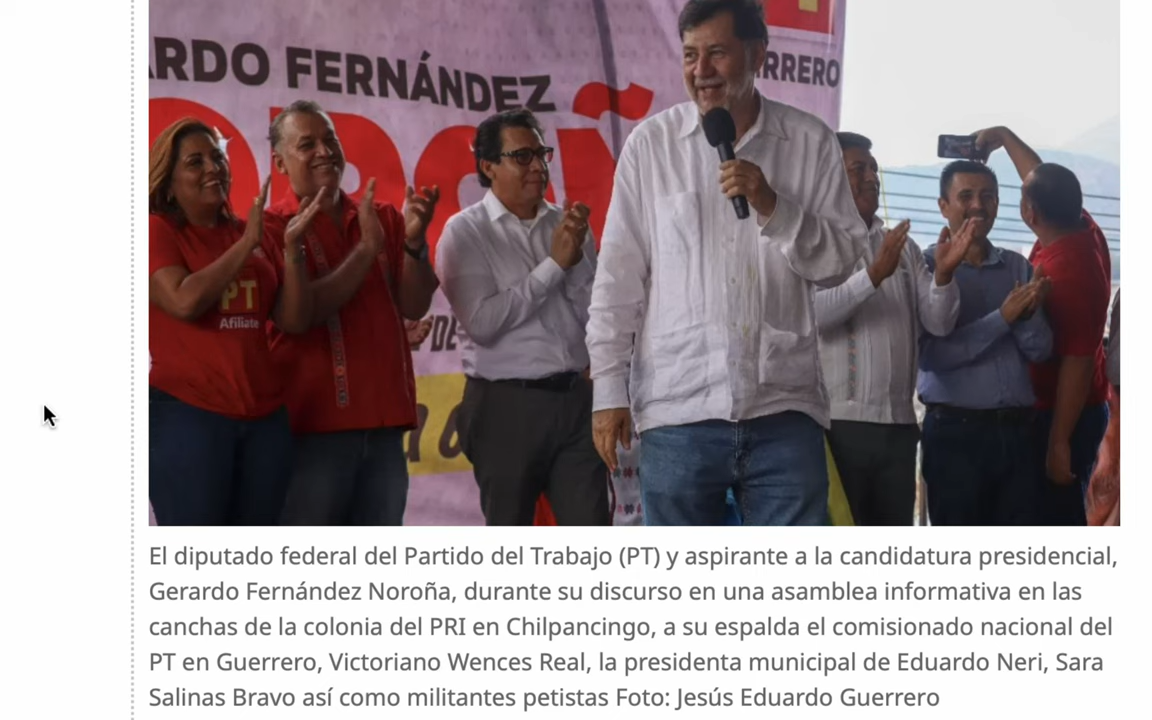 ARDO FERNÁNDEZ
RRERO
PT
Afíliate
El diputado federal del Partido del Trabajo (PT) y aspirante a la candidatura presidencial,
Gerardo Fernández Noroña, durante su discurso en una asamblea informativa en las
canchas de la colonia del PRI en Chilpancingo, a su espalda el comisionado nacional del
PT en Guerrero, Victoriano Wences Real, la presidenta municipal de Eduardo Neri, Sara
Salinas Bravo así como militantes petistas Foto: Jesús Eduardo Guerrero